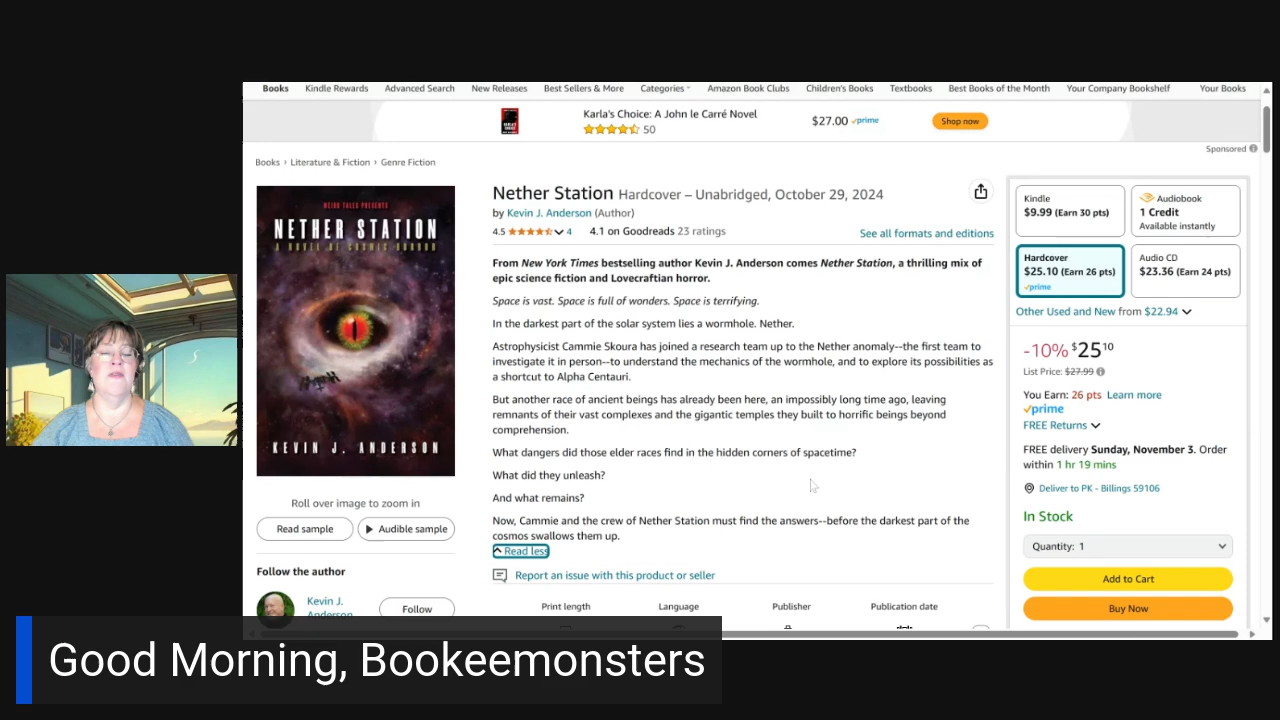 Books Kindle Rewards Advanced Search New Releases Best Sellers & More Categories Amazon Book Clubs Children's Books Textbooks Best Books of the Month Your Company Bookshelf Your Books
Karla's Choice: A John le Carré Novel
50
$27.00 prime
Shop now
Sponsored
Books › Literature & Fiction › Genre Fiction
WEIRD TALES PRESENTS
NETHER STATION
A NOVEL OF COSMIC HORROR
KEVIN J. ANDERSON
Roll over image to zoom in
Read sample
Audible sample
Follow the author
Kevin J.
Anderson
Follow
Nether Station Hardcover – Unabridged, October 29, 2024
by Kevin J. Anderson (Author)
4.5 4 4.1 on Goodreads 23 ratings
See all formats and editions
From New York Times bestselling author Kevin J. Anderson comes Nether Station, a thrilling mix of
epic science fiction and Lovecraftian horror.
Space is vast. Space is full of wonders. Space is terrifying.
In the darkest part of the solar system lies a wormhole. Nether.
Astrophysicist Cammie Skoura has joined a research team up to the Nether anomaly--the first team to
investigate it in person--to understand the mechanics of the wormhole, and to explore its possibilities as
a shortcut to Alpha Centauri.
But another race of ancient beings has already been here, an impossibly long time ago, leaving
remnants of their vast complexes and the gigantic temples they built to horrific beings beyond
comprehension.
What dangers did those elder races find in the hidden corners of spacetime?
What did they unleash?
And what remains?
Now, Cammie and the crew of Nether Station must find the answers--before the darkest part of the
cosmos swallows them up.
Read less
Report an issue with this product or seller
Print length Language Publisher Publication date
Kindle
$9.99 (Earn 30 pts)
Audiobook
1 Credit
Available instantly
Hardcover
$25.10 (Earn 26 pts)
prime
Audio CD
$23.36 (Earn 24 pts)
Other Used and New from $22.94
-10% $25 10
List Price: $27.99
You Earn: 26 pts Learn more
prime
FREE Returns
FREE delivery Sunday, November 3. Order
within 1 hr 19 mins
Deliver to PK - Billings 59106
In Stock
Quantity: 1
Add to Cart
Buy Now
Good Morning, Bookeemonsters